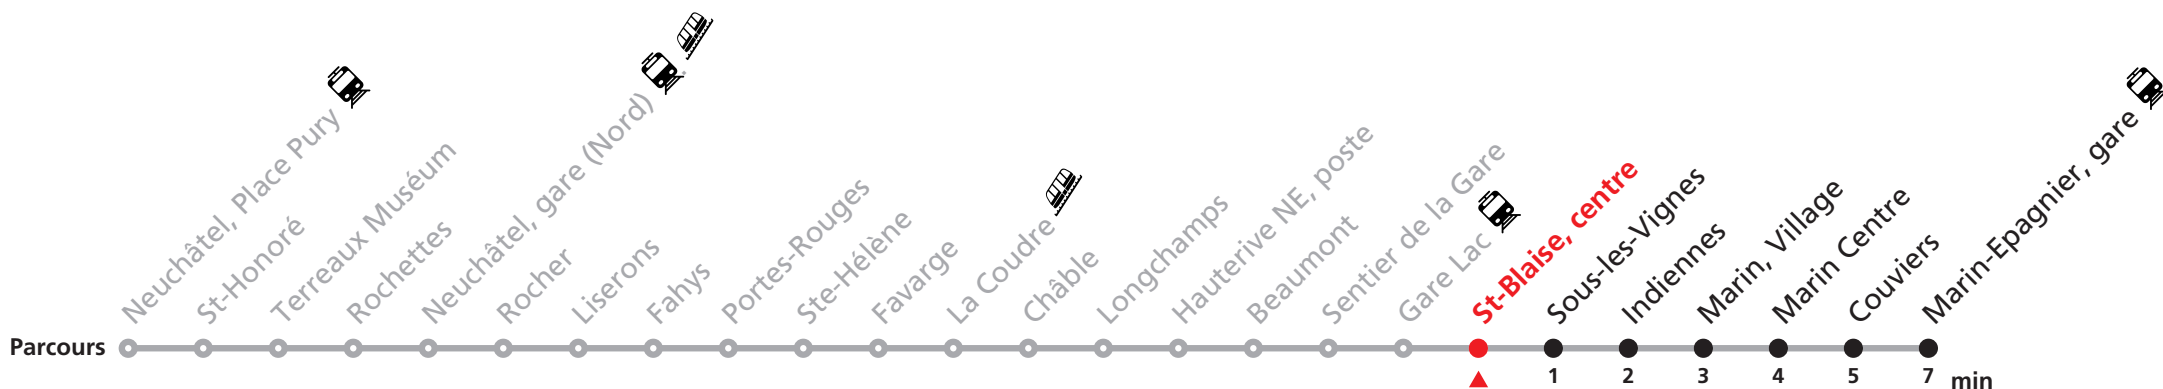 Neuchâtel, Place Pury
St-Honoré
Terreaux Muséum
Rochettes
Neuchâtel, gare (Nord)
Rocher
Liserons
Fahys
Portes-Rouges
Ste-Hélène
Favarge
La Coudre
Châble
Longchamps
Hauterive NE, poste
Beaumont
Sentier de la Gare
Gare Lac
St-Blaise, centre
Sous-les-Vignes
Indiennes
Marin, Village
Marin Centre
Couviers
Marin-Epagnier, gare
Parcours
1 2 3 4 5 7 min